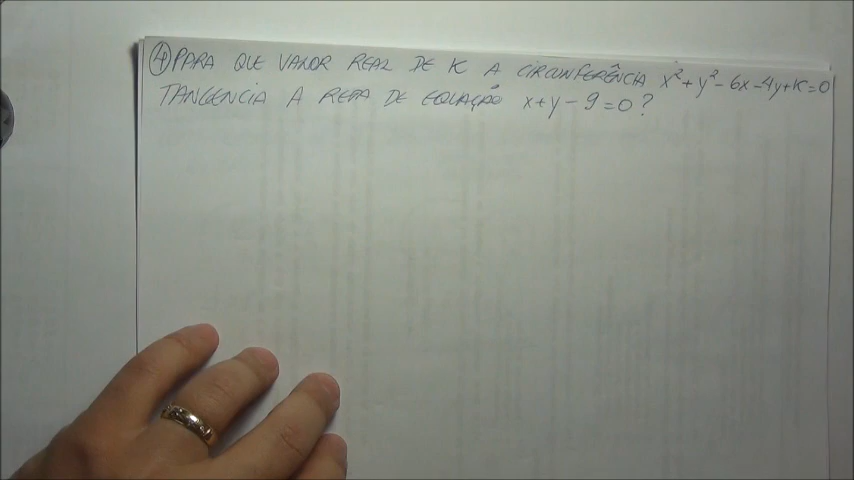 ④ PARA QUE VALOR REAL DE K A CIRCUNFERÊNCIA x² + y² - 6x - 4y + K = 0
TANGENCIA A RETA DE EQUAÇÃO x + y - 9 = 0 ?